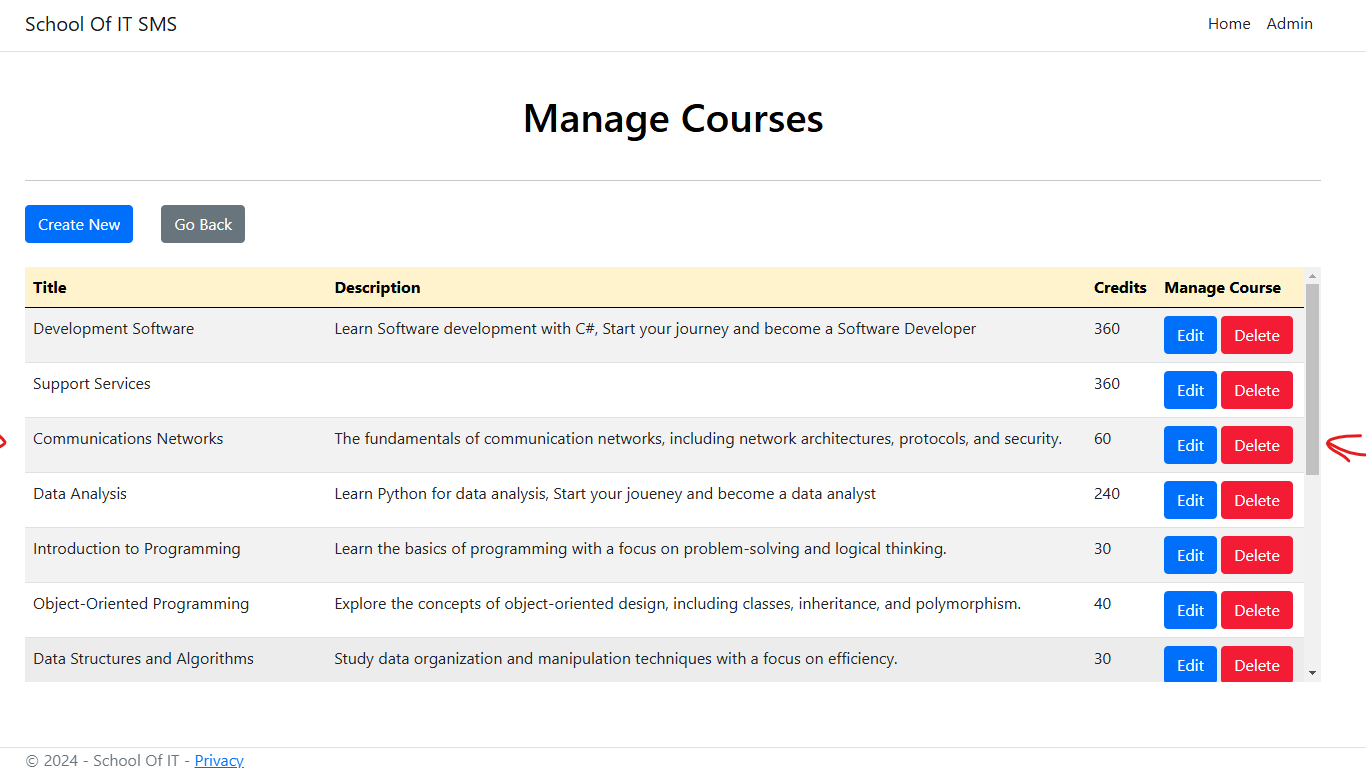 School Of IT SMS Home Admin
Manage Courses
Create New Go Back
Title Description Credits Manage Course
Development Software Learn Software development with C#, Start your journey and become a Software Developer 360 Edit Delete
Support Services 360 Edit Delete
Communications Networks The fundamentals of communication networks, including network architectures, protocols, and security. 60 Edit Delete
Data Analysis Learn Python for data analysis, Start your joueney and become a data analyst 240 Edit Delete
Introduction to Programming Learn the basics of programming with a focus on problem-solving and logical thinking. 30 Edit Delete
Object-Oriented Programming Explore the concepts of object-oriented design, including classes, inheritance, and polymorphism. 40 Edit Delete
Data Structures and Algorithms Study data organization and manipulation techniques with a focus on efficiency. 30 Edit Delete
© 2024 - School Of IT - Privacy